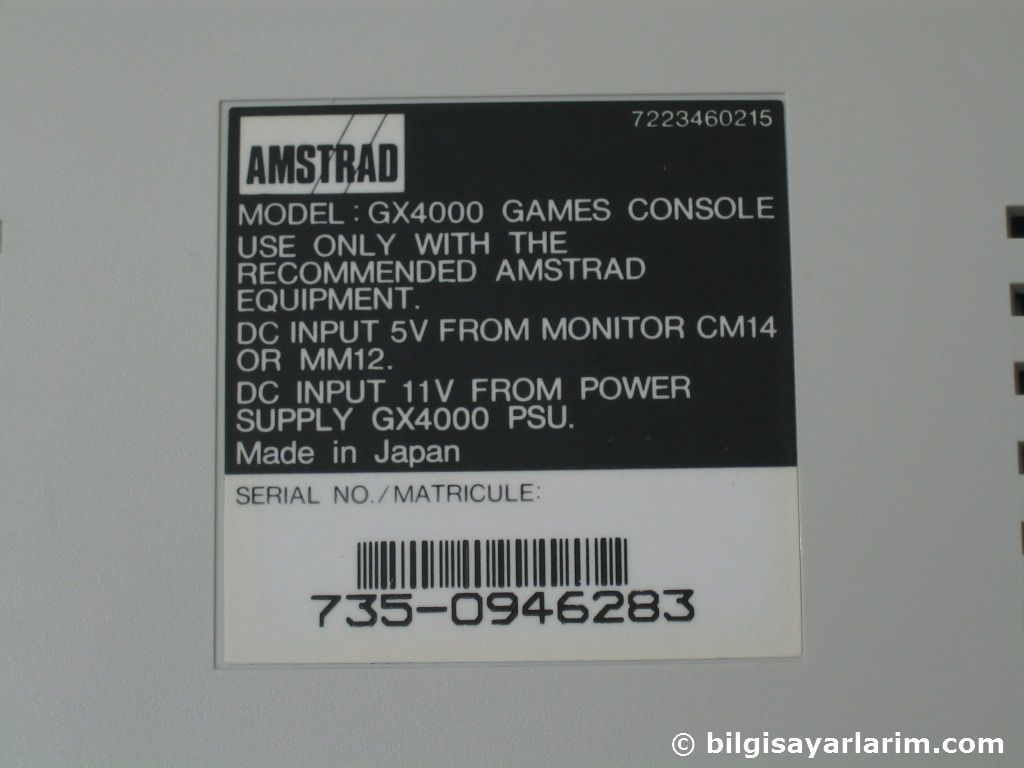 AMSTRAD
7223460215
MODEL: GX4000 GAMES CONSOLE
USE ONLY WITH THE
RECOMMENDED AMSTRAD
EQUIPMENT.
DC INPUT 5V FROM MONITOR CM14
OR MM12.
DC INPUT 11V FROM POWER
SUPPLY GX4000 PSU.
Made in Japan
SERIAL NO./MATRICULE:
735-0946283
© bilgisayarlarim.com